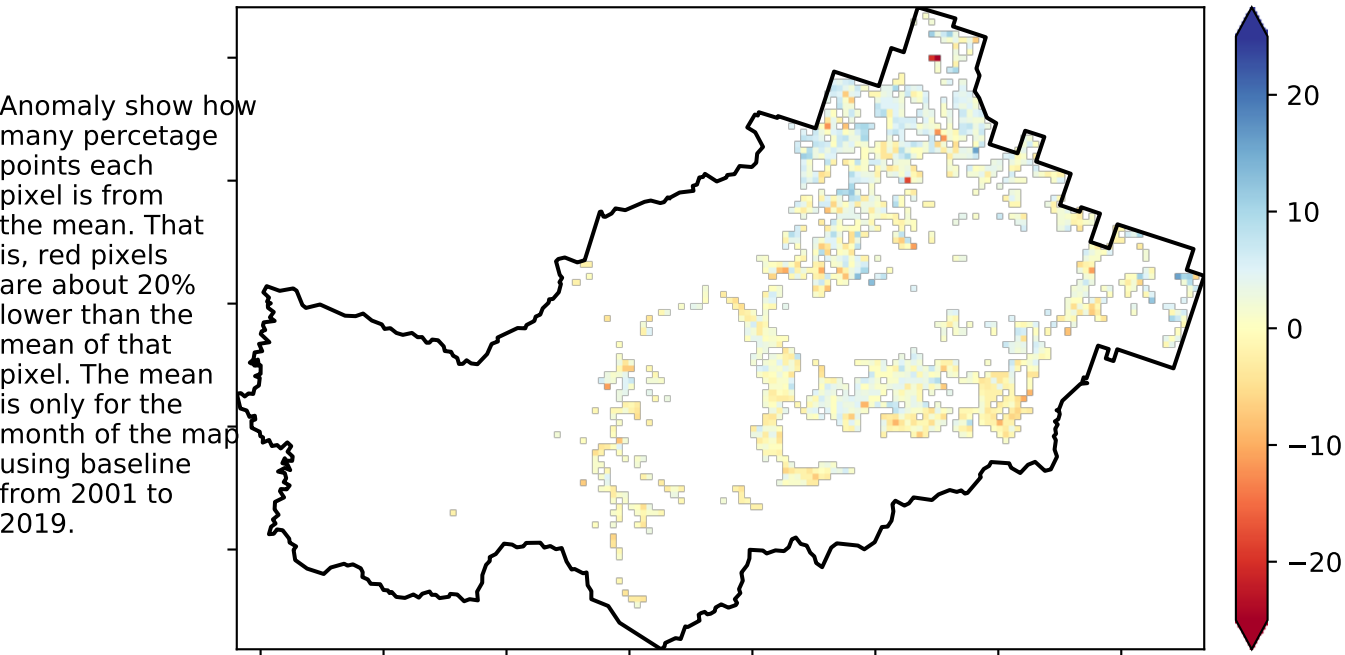 Anomaly show how
many percetage
points each
pixel is from
the mean. That
is, red pixels
are about 20%
lower than the
mean of that
pixel. The mean
is only for the
month of the map
using baseline
from 2001 to
2019.
20
10
0
−10
−20